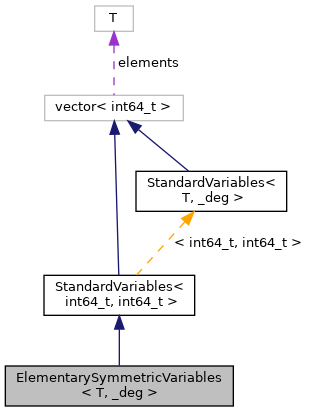 T
elements
vector< int64_t >
StandardVariables<
T, _deg >
< int64_t, int64_t >
StandardVariables<
int64_t, int64_t >
ElementarySymmetricVariables
< T, _deg >